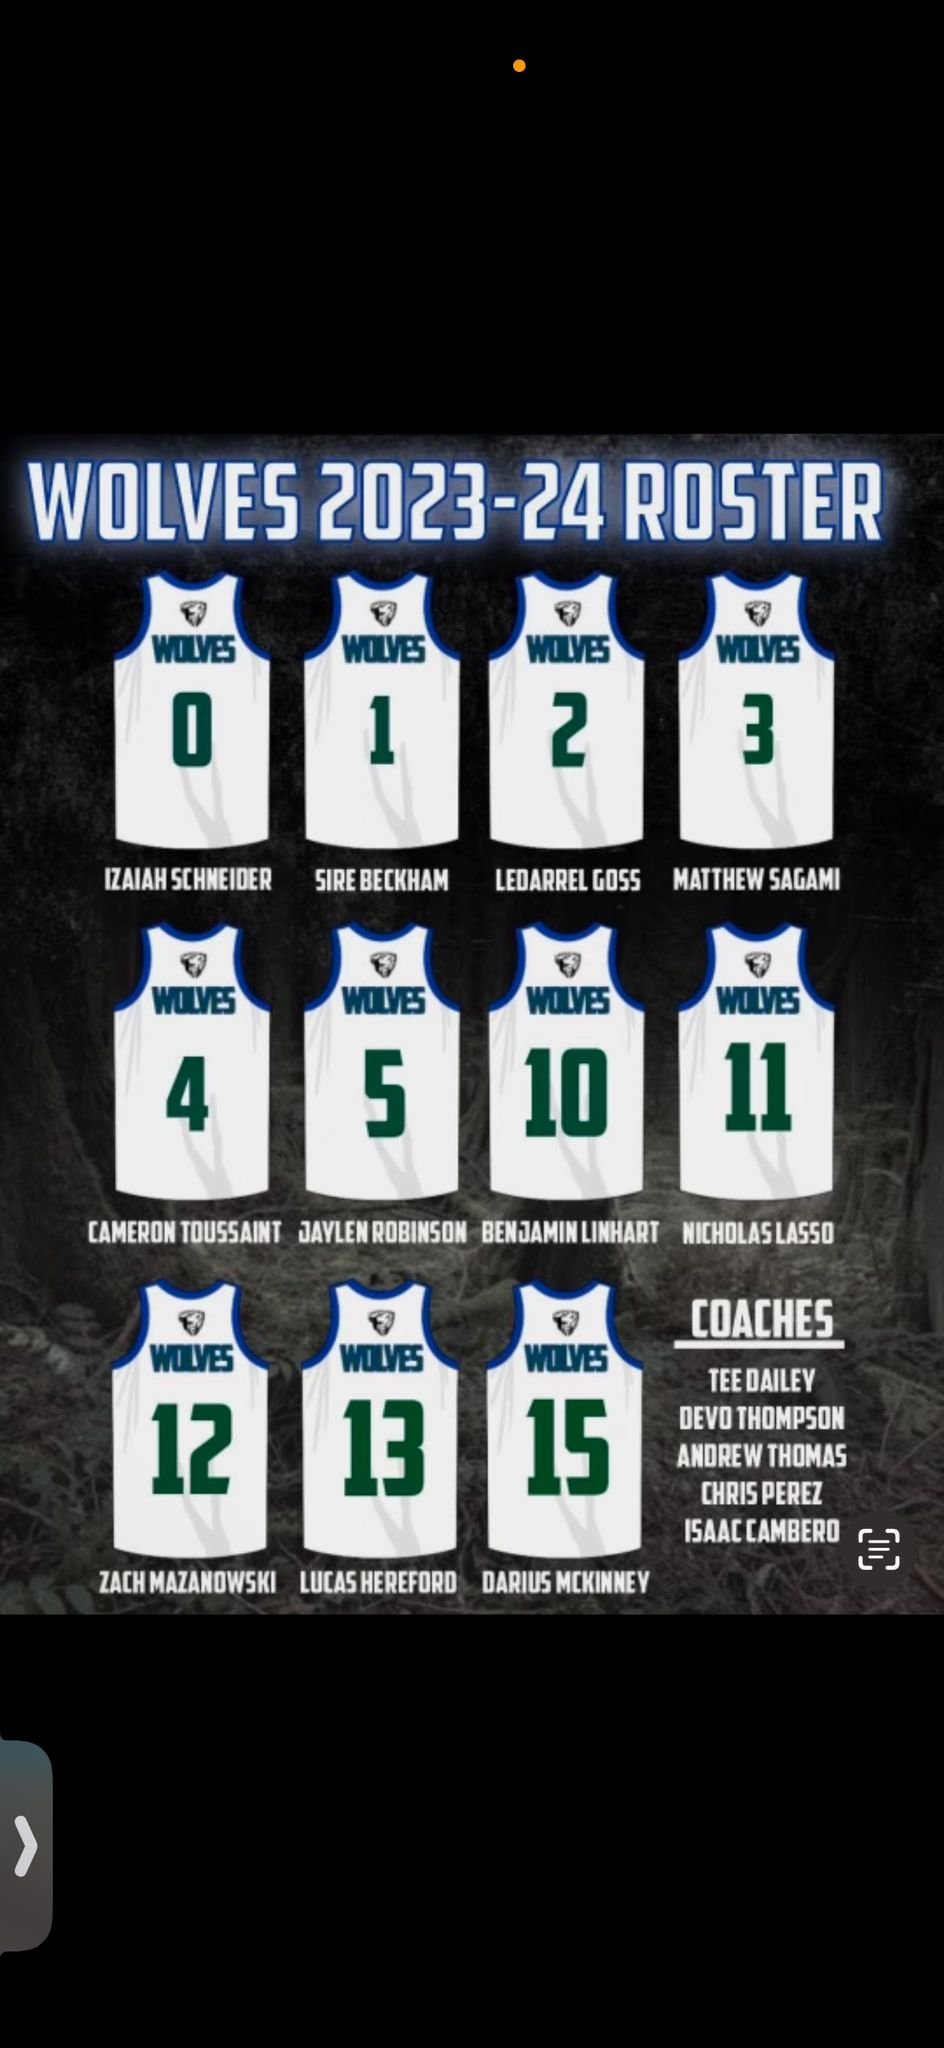 WOLVES 2023-24 ROSTER
WOLVES WOLVES WOLVES WOLVES
0 1 2 3
IZAIAH SCHNEIDER SIRE BECKHAM LEDARREL GOSS MATTHEW SAGAMI
WOLVES WOLVES WOLVES WOLVES
4 5 10 11
CAMERON TOUSSAINT JAYLEN ROBINSON BENJAMIN LINHART NICHOLAS LASSO
WOLVES WOLVES WOLVES
12 13 15
ZACH MAZANOWSKI LUCAS HEREFORD DARIUS MCKINNEY
COACHES
TEE DAILEY
DEVO THOMPSON
ANDREW THOMAS
CHRIS PEREZ
ISAAC CAMBERO